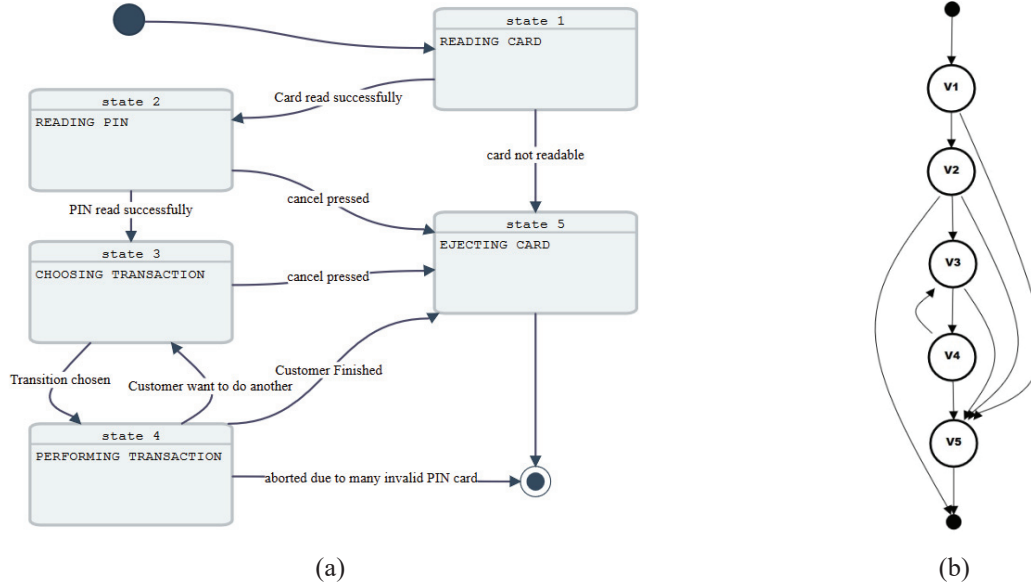 state 1
READING CARD
Card read successfully
state 2
READING PIN
card not readable
cancel pressed
PIN read successfully
state 5
EJECTING CARD
state 3
CHOOSING TRANSACTION
cancel pressed
Transition chosen
Customer want to do another
Customer Finished
state 4
PERFORMING TRANSACTION
aborted due to many invalid PIN card
(a)
V1
V2
V3
V4
V5
(b)